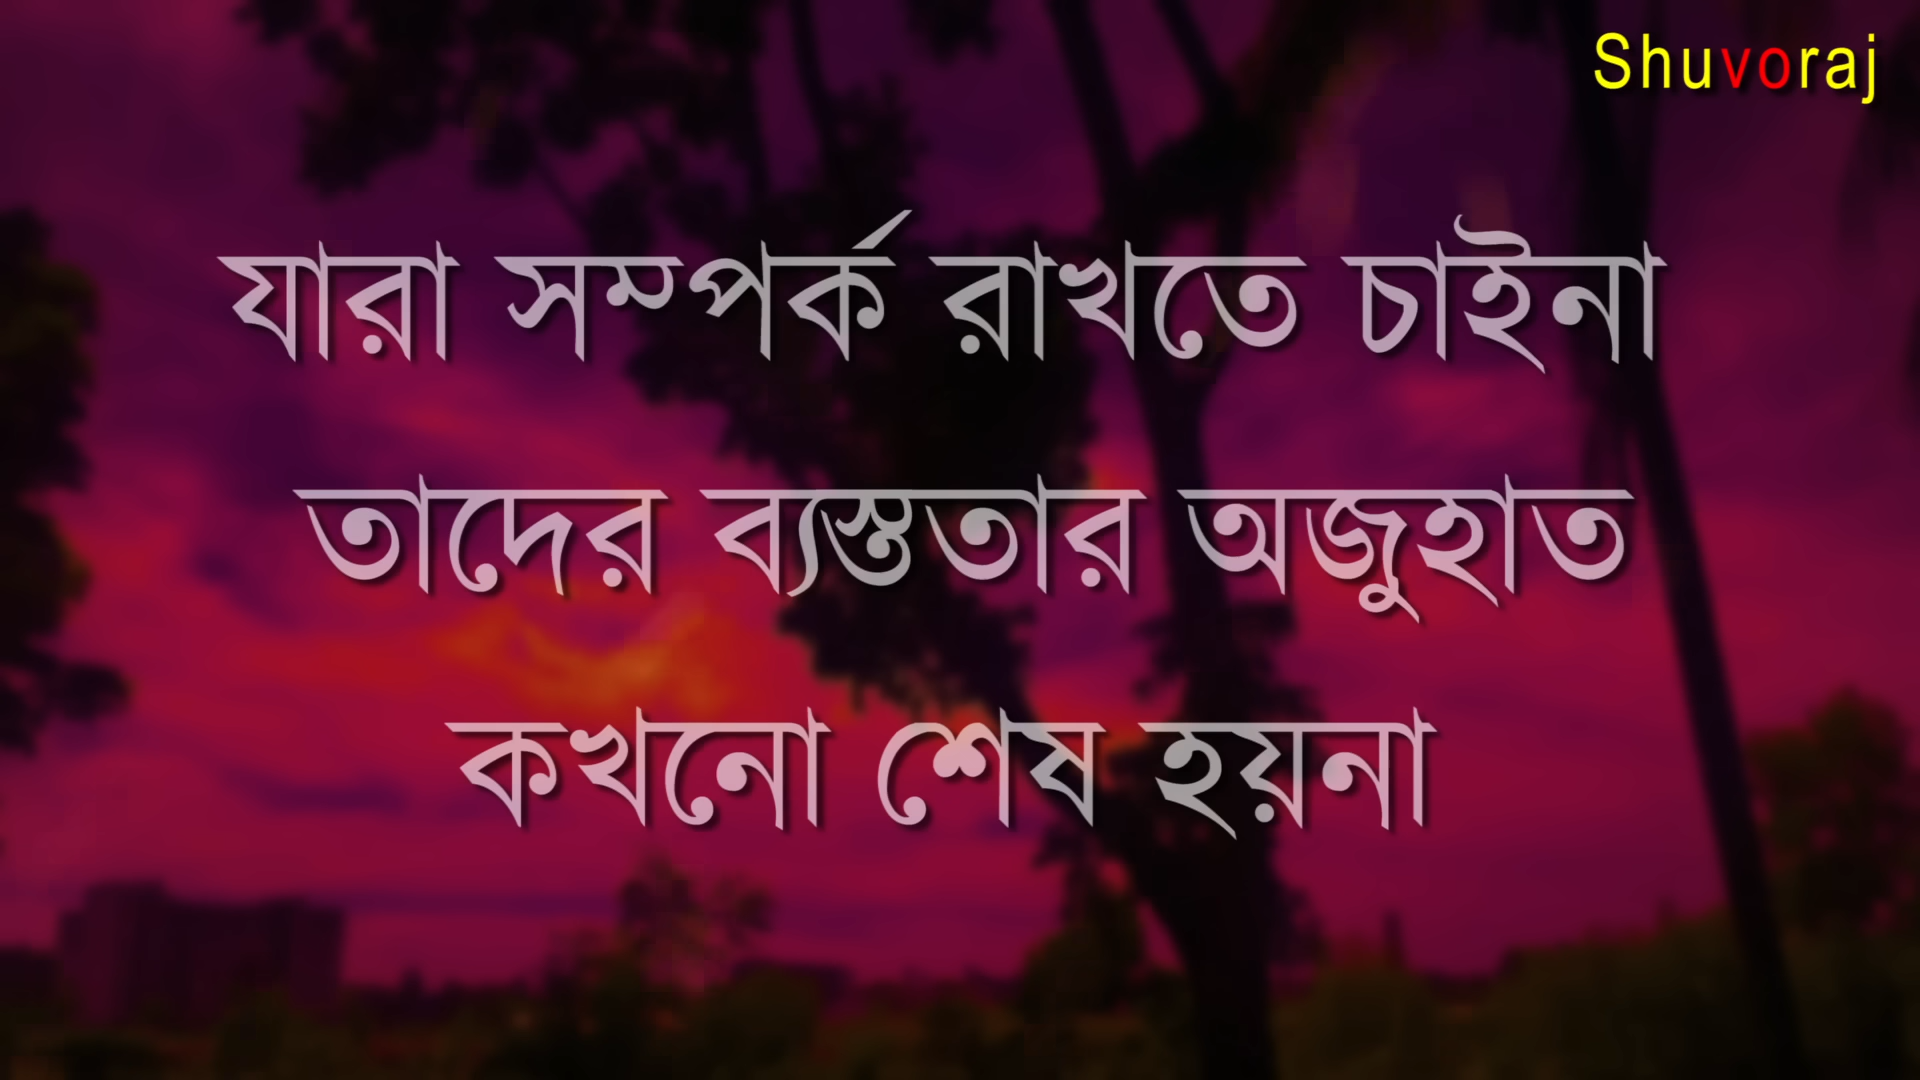 Shuvoraj
যারা সম্পর্ক রাখতে চাইনা
তাদের ব্যস্ততার অজুহাত
কখনো শেষ হয়না